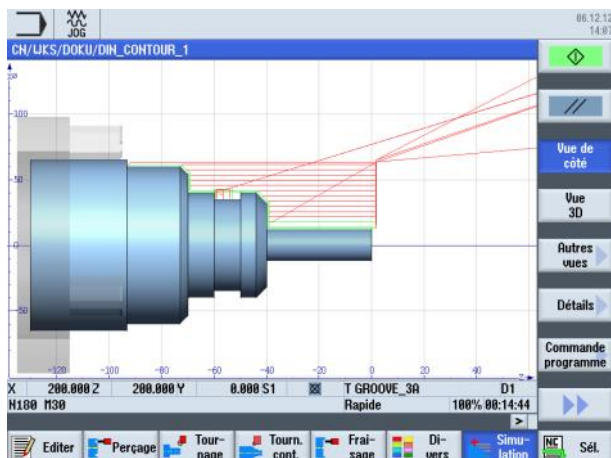 06.12.12
JOG
14:07
CN/WKS/DOKU/DIN_CONTOUR_1
Vue de côté
Vue 3D
Autres vues
Détails
Commande programme
100
50
0
-50
-120
-100
-80
-60
-40
-20
0
20
40
X 200.000 Z 200.000 Y 0.000 S1 T GROOVE_3A D1
N180 M30 Rapide 100% 00:14:44
>
Editer
Perçage
Tour-nage
Tourn. cont.
Frai-sage
Di-vers
Simu-lation
NC
Sél.